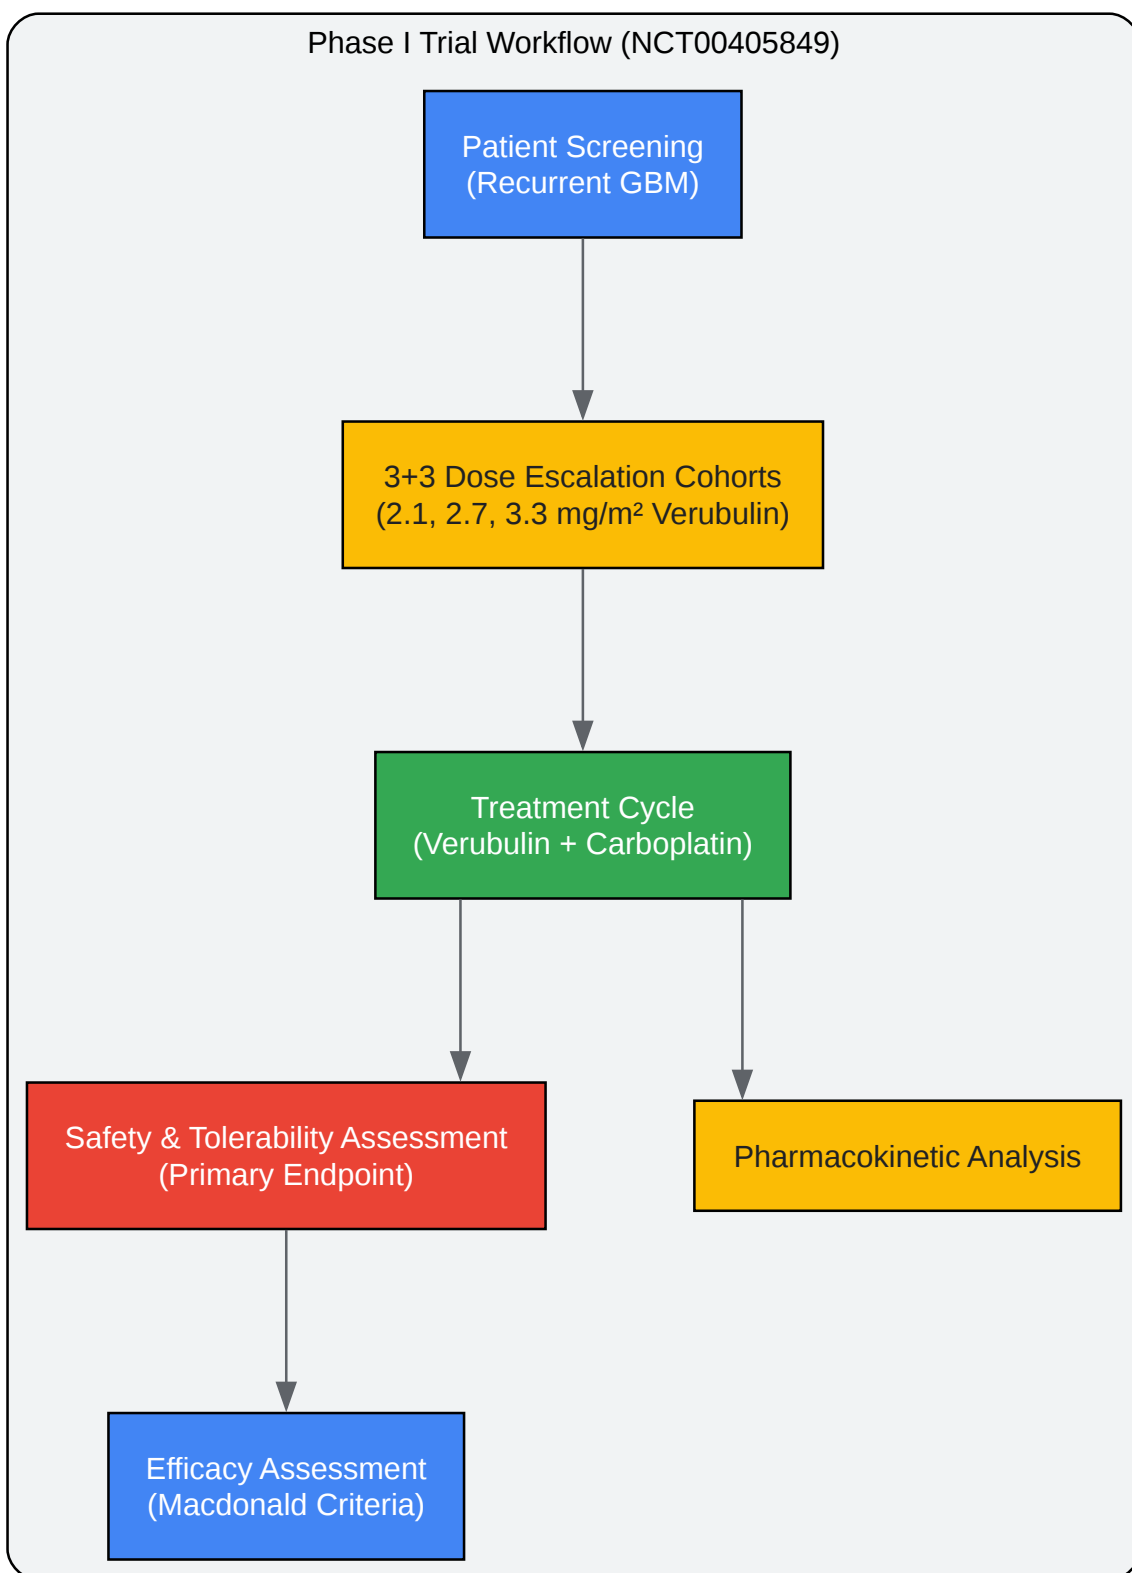 Phase I Trial Workflow (NCT00405849)
Patient Screening
(Recurrent GBM)
3+3 Dose Escalation Cohorts
(2.1, 2.7, 3.3 mg/m² Verubulin)
Treatment Cycle
(Verubulin + Carboplatin)
Safety & Tolerability Assessment
(Primary Endpoint)
Pharmacokinetic Analysis
Efficacy Assessment
(Macdonald Criteria)